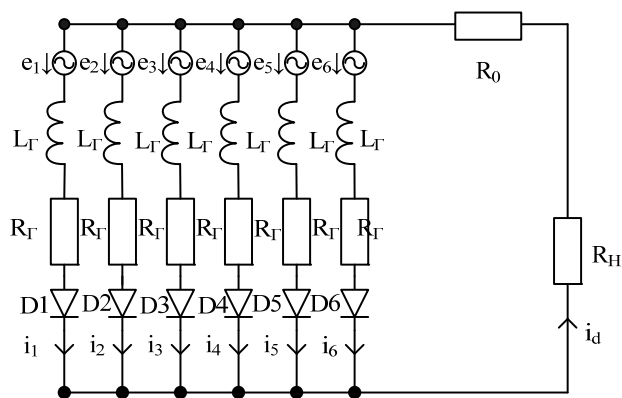 e₁↓ e₂↓ e₃↓ e₄↓ e₅↓ e₆↓
R₀
L_Г L_Г L_Г L_Г L_Г L_Г
R_Г R_Г R_Г R_Г R_Г R_Г
R_H
D1 D2 D3 D4 D5 D6
i₁ i₂ i₃ i₄ i₅ i₆
i_d